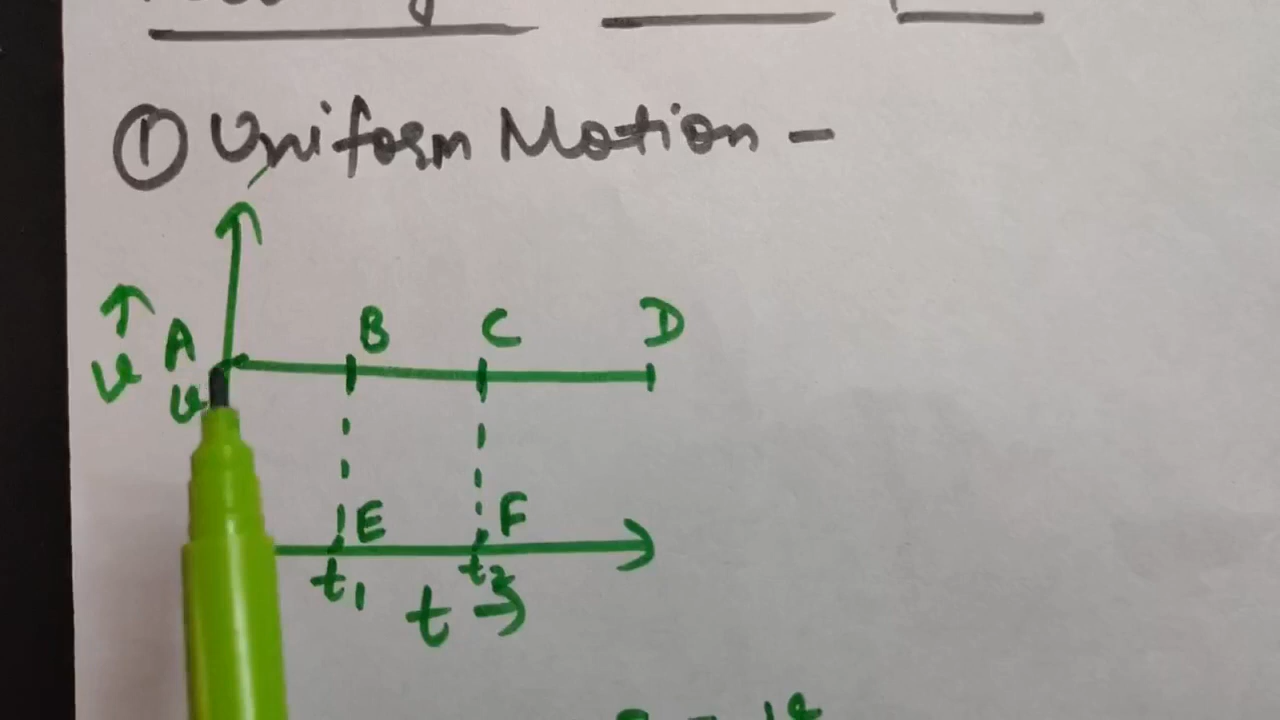 ① Uniform Motion -
↑
v
A
v
B C D
E F
t₁ t₂
t →